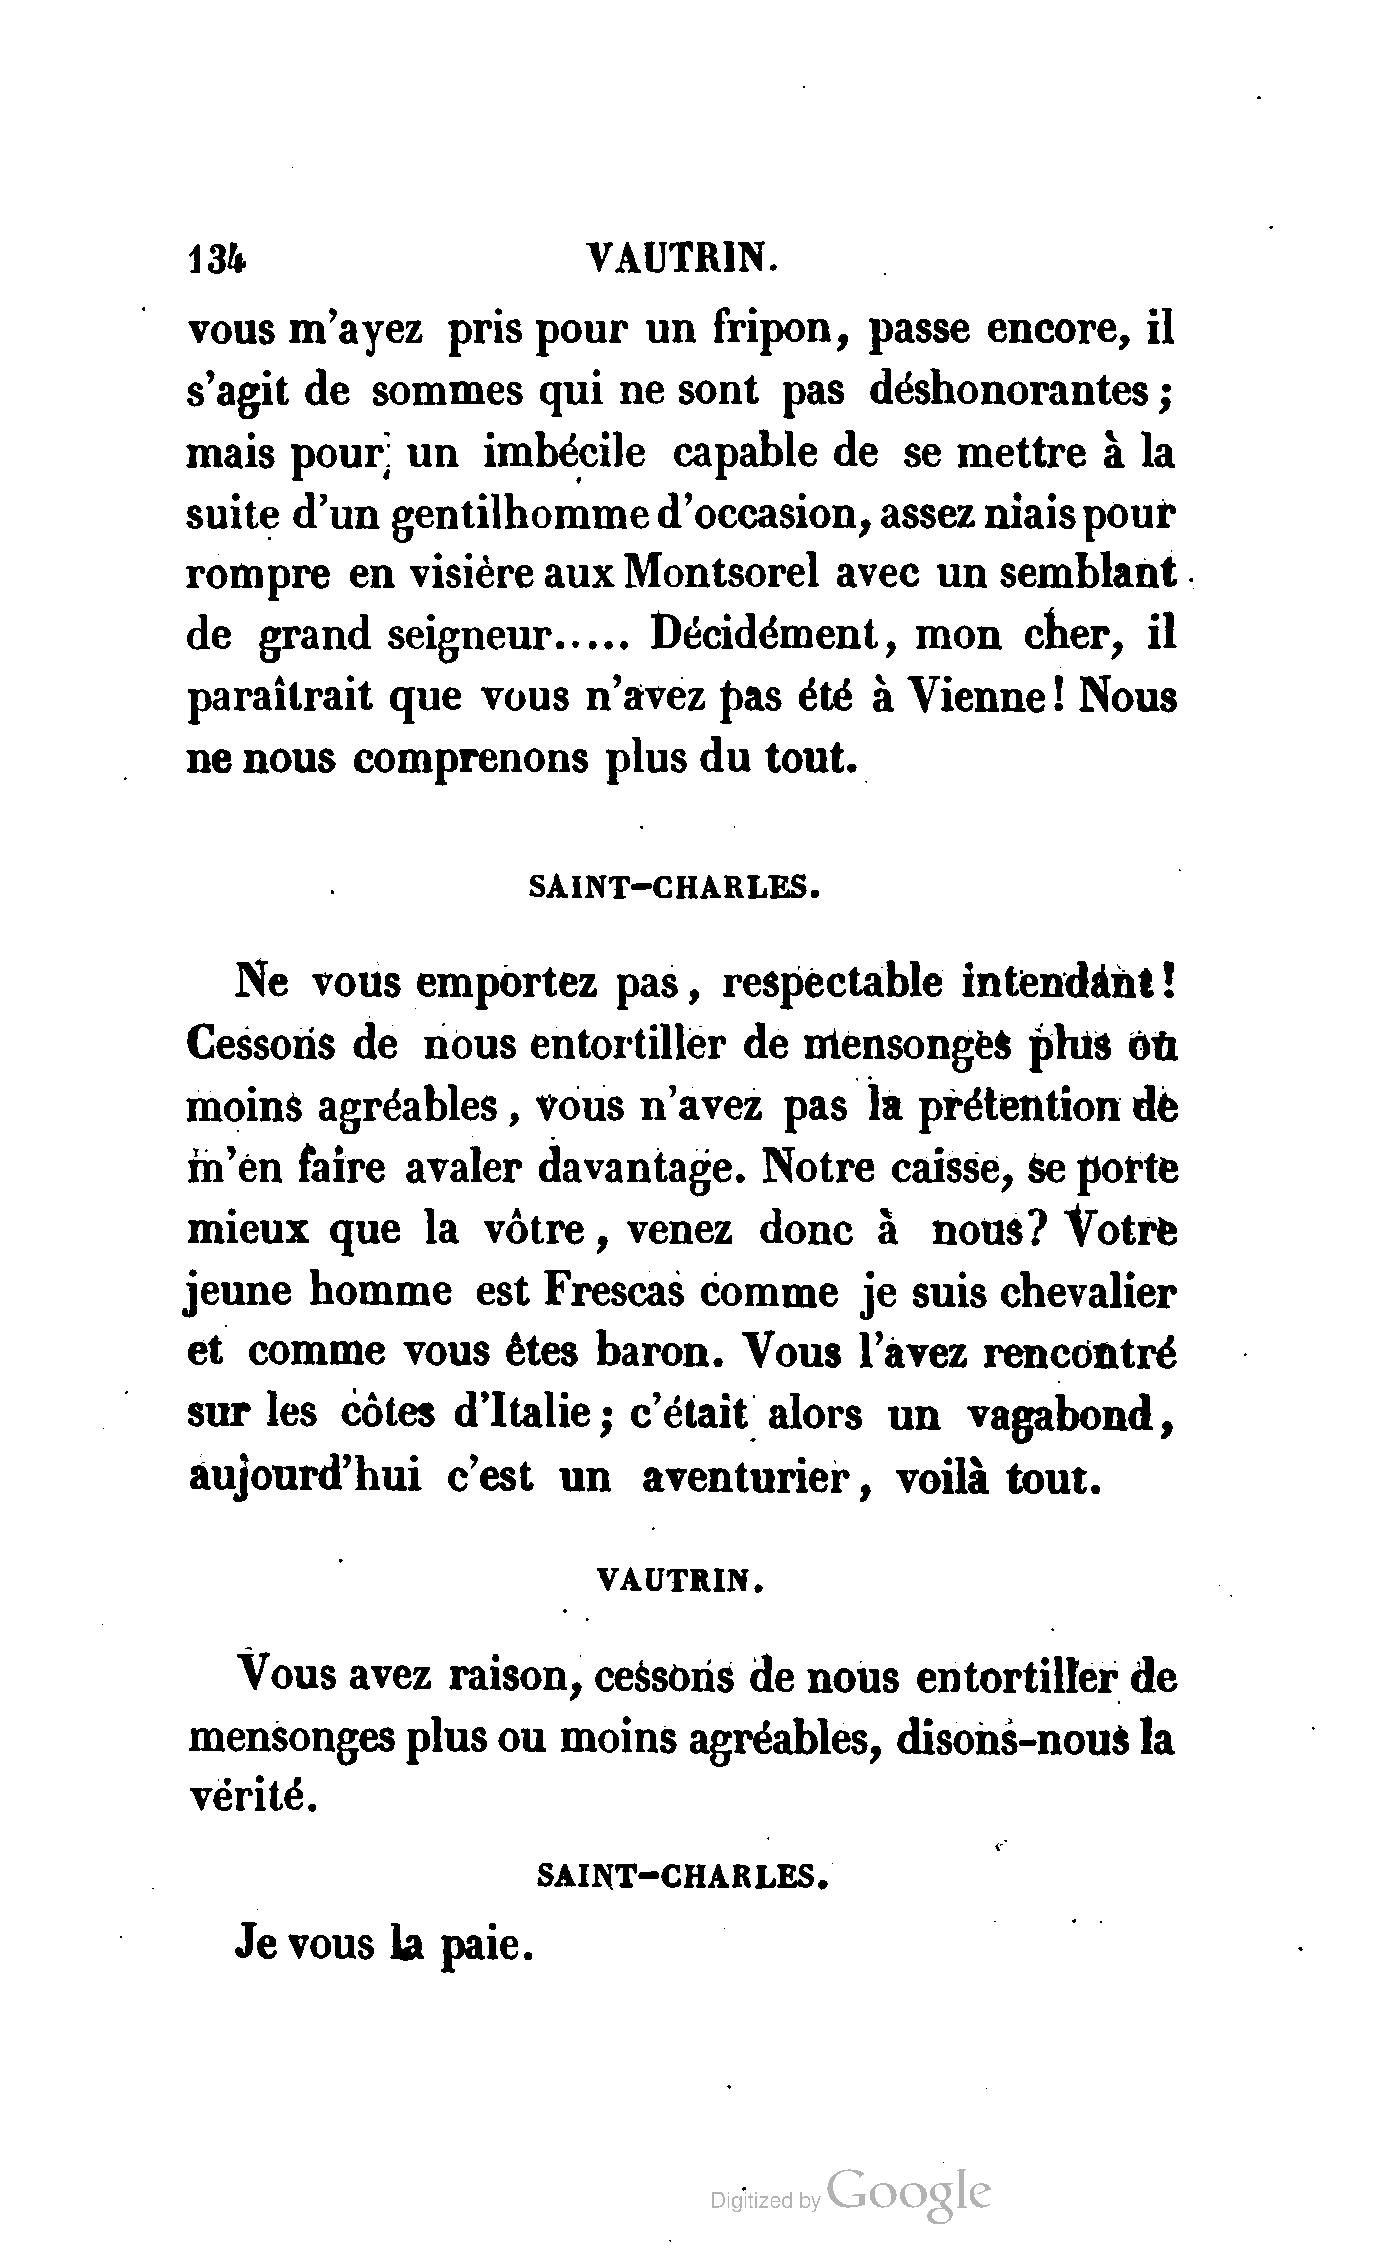 134 VAUTRIN.
vous m’ayez pris pour un fripon, passe encore, il
s’agit de sommes qui ne sont pas déshonorantes ;
mais pour un imbécile capable de se mettre à la
suite d’un gentilhomme d’occasion, assez niais pour
rompre en visière aux Montsorel avec un semblant
de grand seigneur..... Décidément, mon cher, il
paraîtrait que vous n’avez pas été à Vienne! Nous
ne nous comprenons plus du tout.
SAINT-CHARLES.
Ne vous emportez pas, respectable intendant!
Cessons de nous entortiller de mensonges plus ou
moins agréables, vous n’avez pas la prétention de
m’en faire avaler davantage. Notre caisse, se porte
mieux que la vôtre, venez donc à nous? Votre
jeune homme est Frescas comme je suis chevalier
et comme vous êtes baron. Vous l’avez rencontré
sur les côtes d’Italie; c’était alors un vagabond,
aujourd’hui c’est un aventurier, voilà tout.
VAUTRIN.
Vous avez raison, cessons de nous entortiller de
mensonges plus ou moins agréables, disons-nous la
vérité.
SAINT-CHARLES.
Je vous la paie.
Digitized by Google